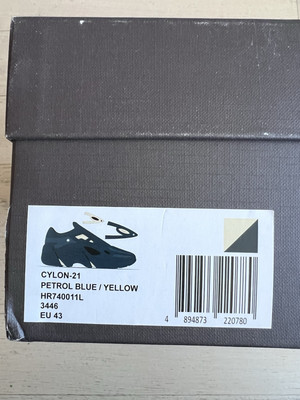 CYLON-21
PETROL BLUE / YELLOW
HR740011L
3446
EU 43
4 894873 220780